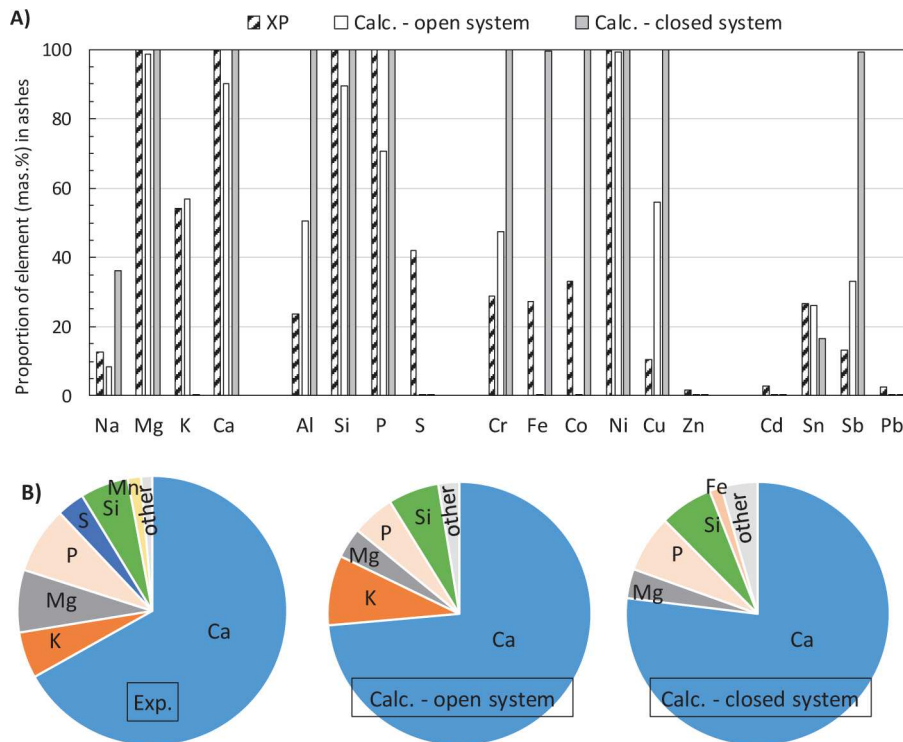 A)
XP Calc. - open system Calc. - closed system
Proportion of element (mas.%) in ashes
100
80
60
40
20
0
Na Mg K Ca Al Si P S Cr Fe Co Ni Cu Zn Cd Sn Sb Pb
B)
Ca
K
Mg
P
S
Si
Mn
other
Exp.
Ca
K
Mg
P
Si
other
Calc. - open system
Ca
Mg
P
Si
Fe
other
Calc. - closed system